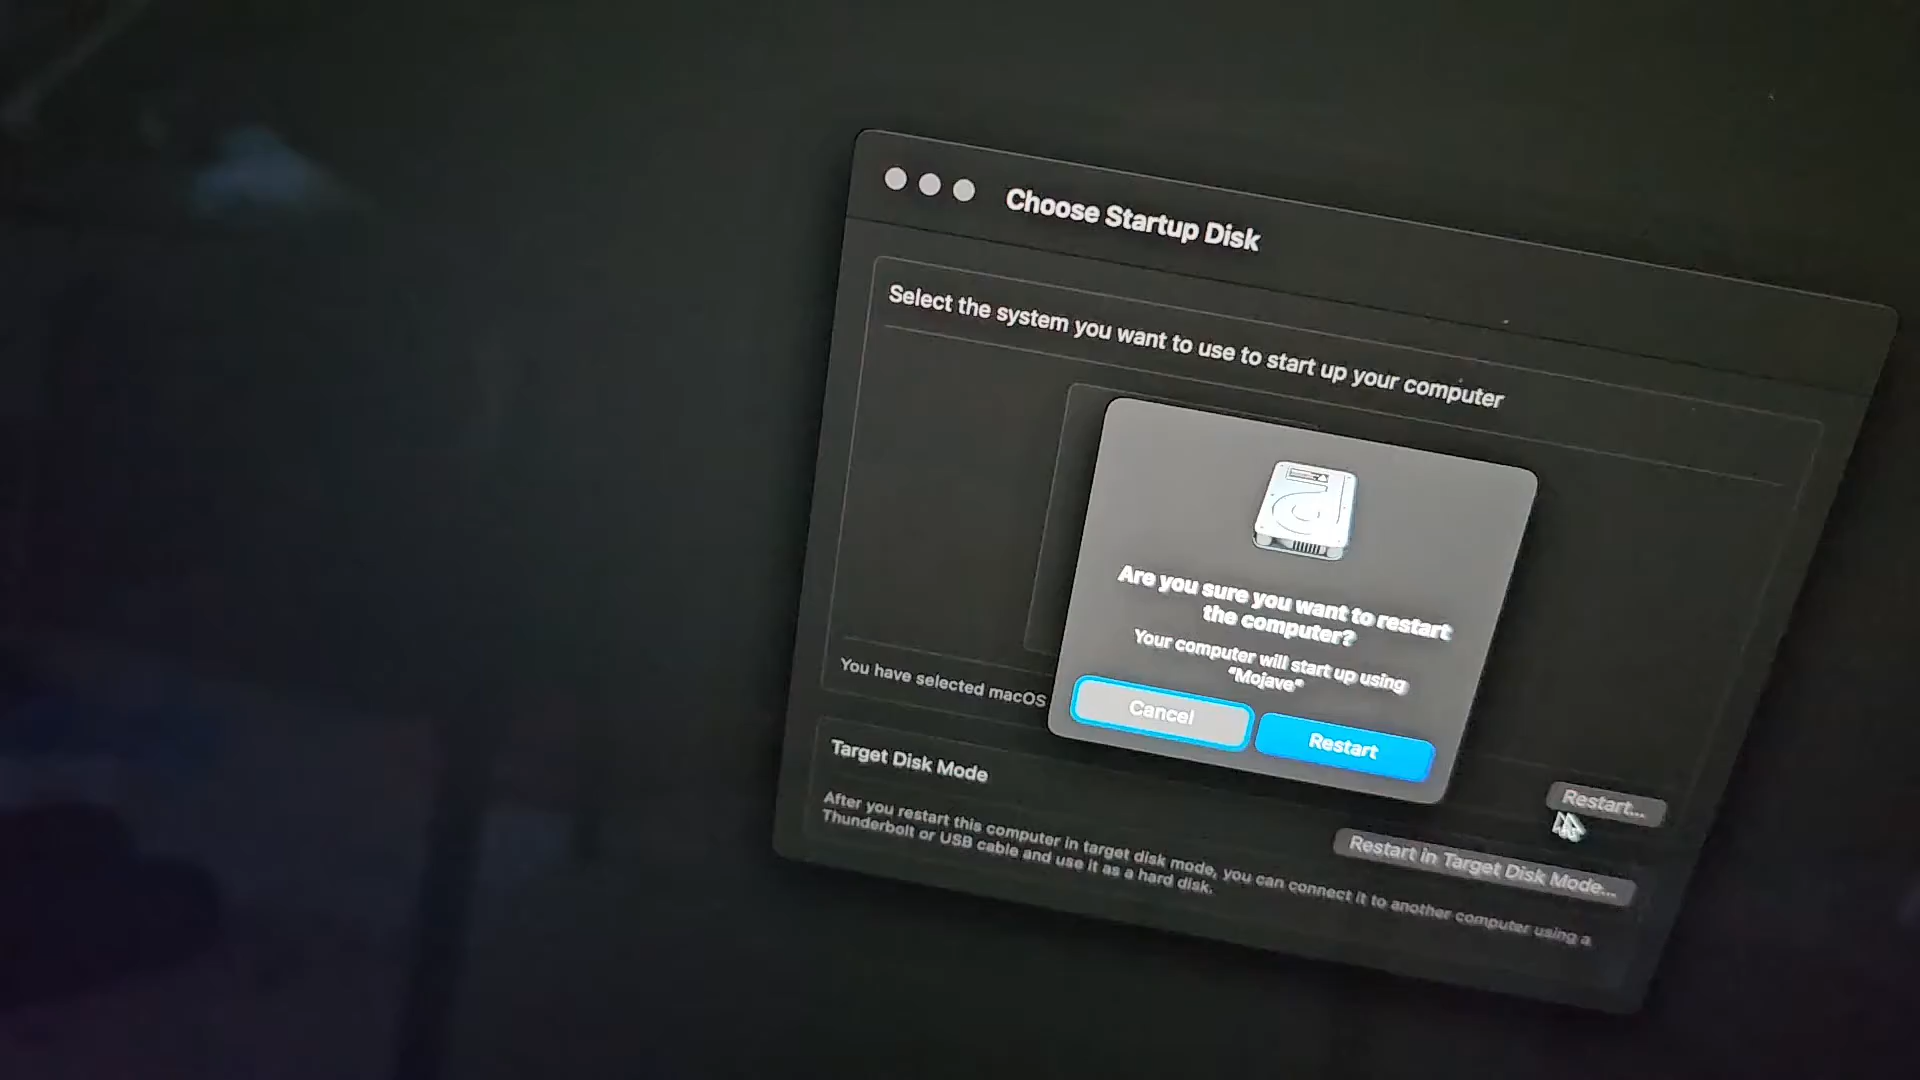 Choose Startup Disk
Select the system you want to use to start up your computer
Are you sure you want to restart
the computer?
Your computer will start up using
“Mojave”
Cancel
Restart
You have selected macOS
Restart...
Target Disk Mode
Restart in Target Disk Mode...
After you restart this computer in target disk mode, you can connect it to another computer using a
Thunderbolt or USB cable and use it as a hard disk.